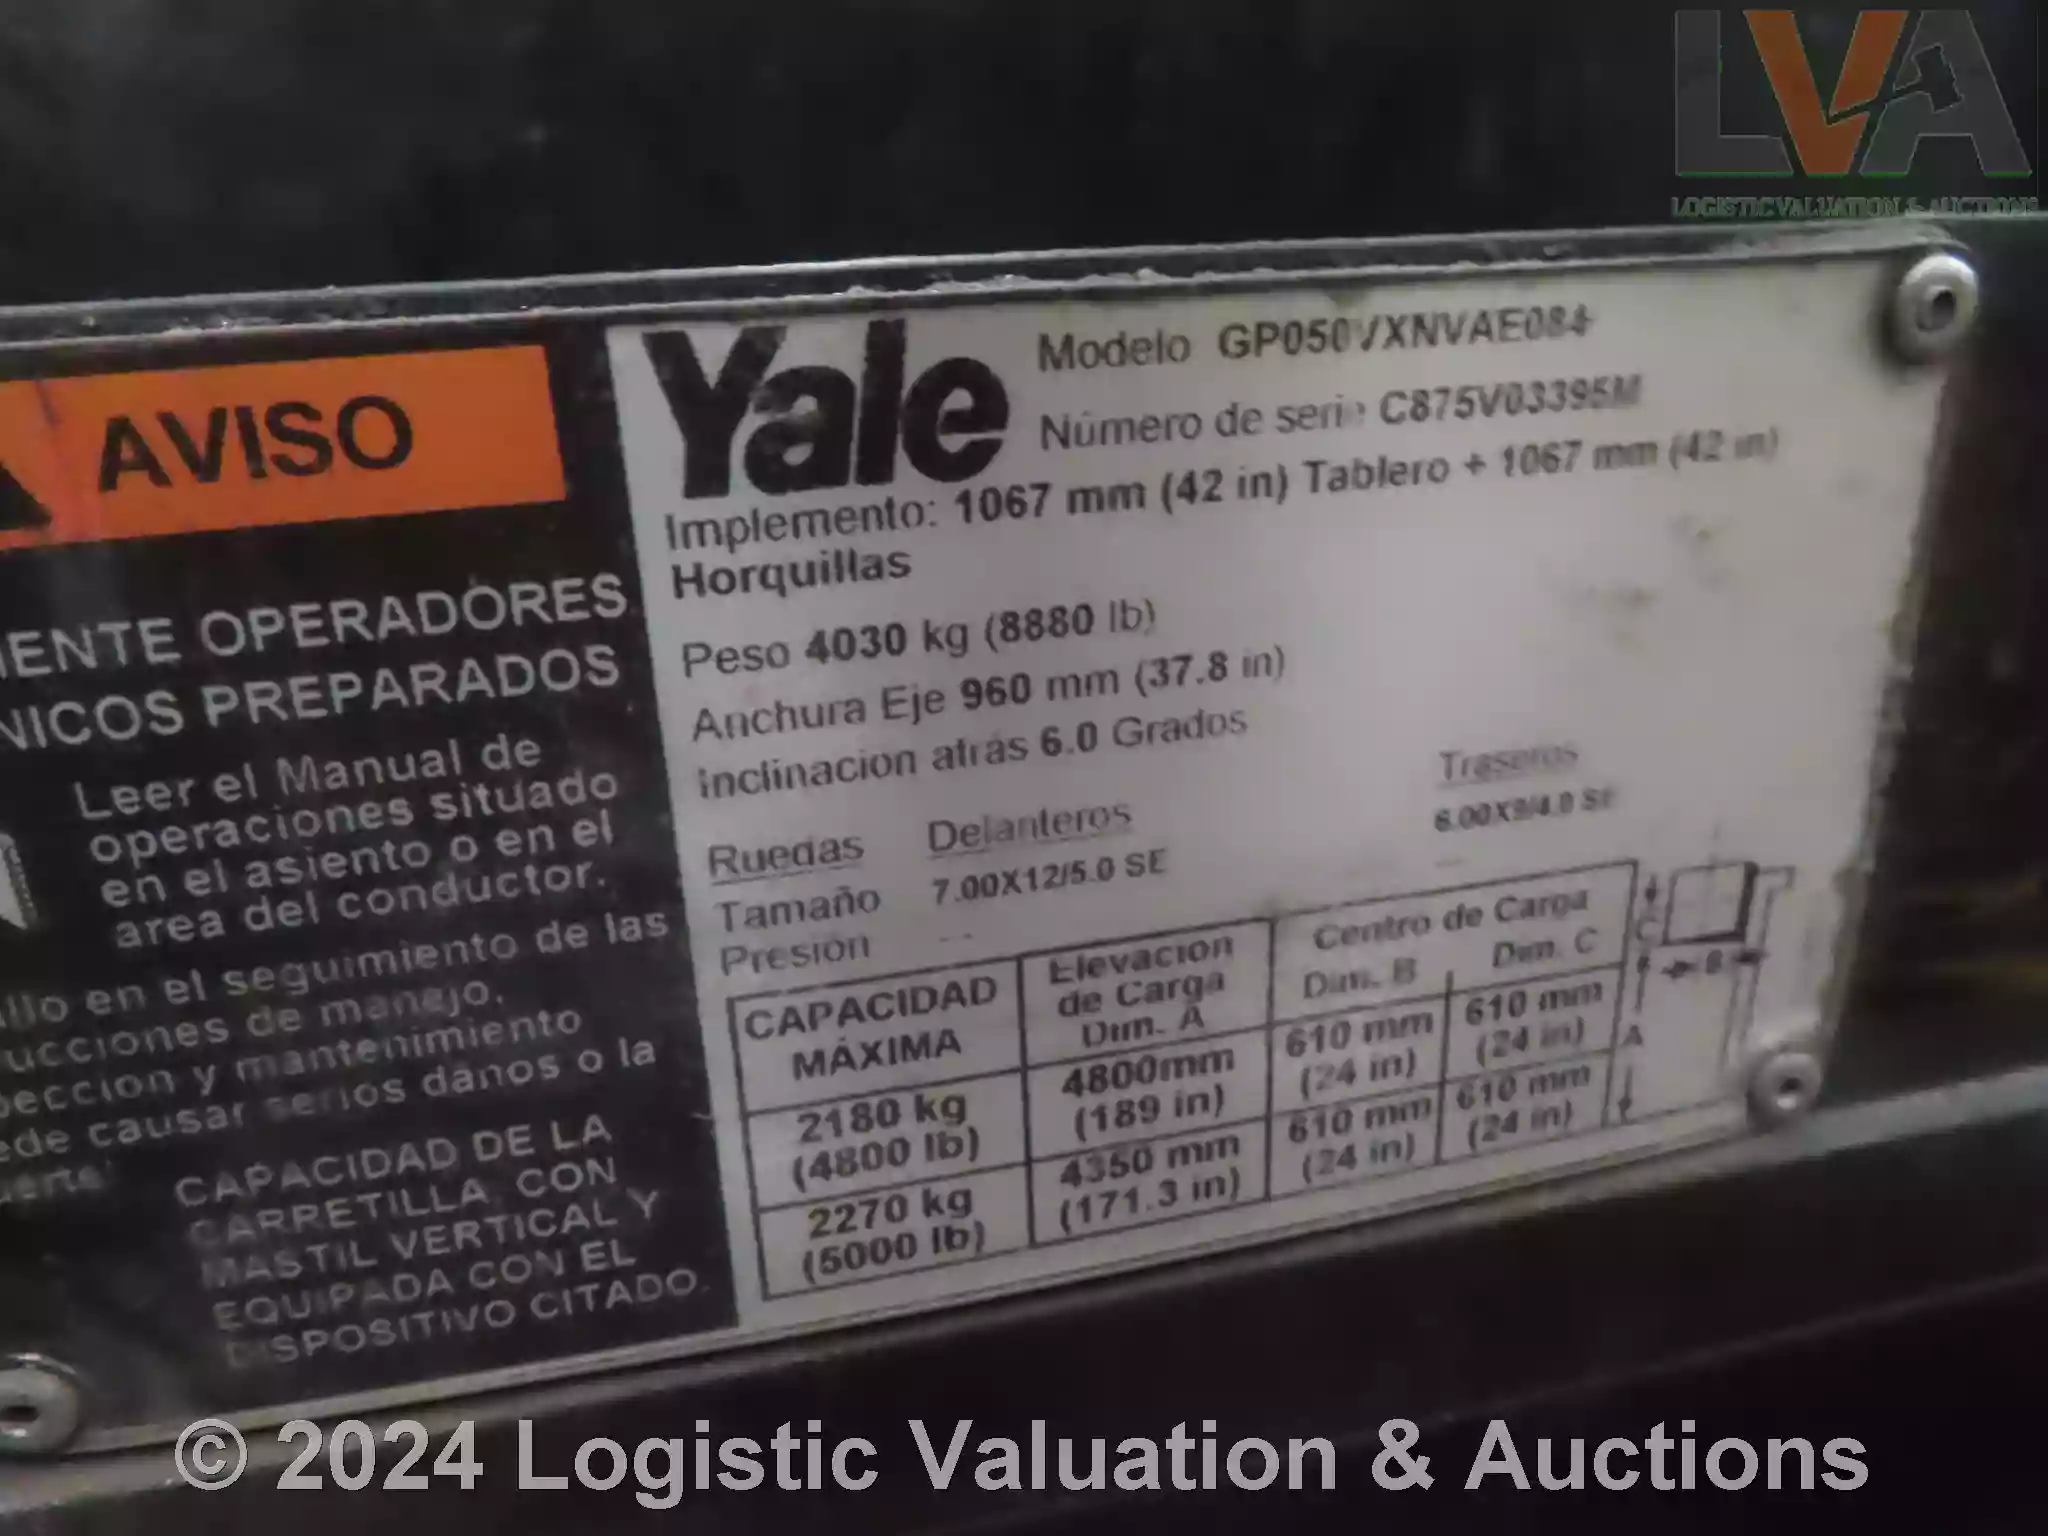 LVA
LOGISTIC VALUATION & AUCTIONS
AVISO
OPERADORES
PREPARADOS
Leer el Manual de
operaciones situado
en el asiento o en el
area del conductor.
en el seguimiento de las
de manejo.
y mantenimiento
causar serios danos o la
CAPACIDAD DE LA
CARRETILLA, CON
MASTIL VERTICAL Y
EQUIPADA CON EL
DISPOSITIVO CITADO.
Yale
Modelo GP050VXNVAE084
Número de serie C875V03395M
Implemento: 1067 mm (42 in) Tablero + 1067 mm (42 in)
Horquillas
Peso 4030 kg (8880 lb)
Anchura Eje 960 mm (37.8 in)
Inclinacion atrás 6.0 Grados
Ruedas Delanteros Traseros
Tamaño 7.00X12/5.0 SE 6.00X9/4.0 SE
Presión -- --
CAPACIDAD
MÁXIMA
Elevacion
de Carga
Dim. A
Centro de Carga
Dim. B Dim. C
2180 kg
(4800 lb)
4800mm
(189 in)
610 mm
(24 in)
610 mm
(24 in)
2270 kg
(5000 lb)
4350 mm
(171.3 in)
610 mm
(24 in)
610 mm
(24 in)
C
B
A
© 2024 Logistic Valuation & Auctions